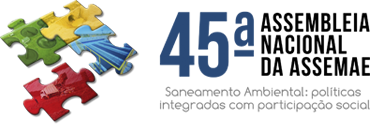 45ª ASSEMBLEIA
NACIONAL
DA ASSEMAE
Saneamento Ambiental: políticas
integradas com participação social